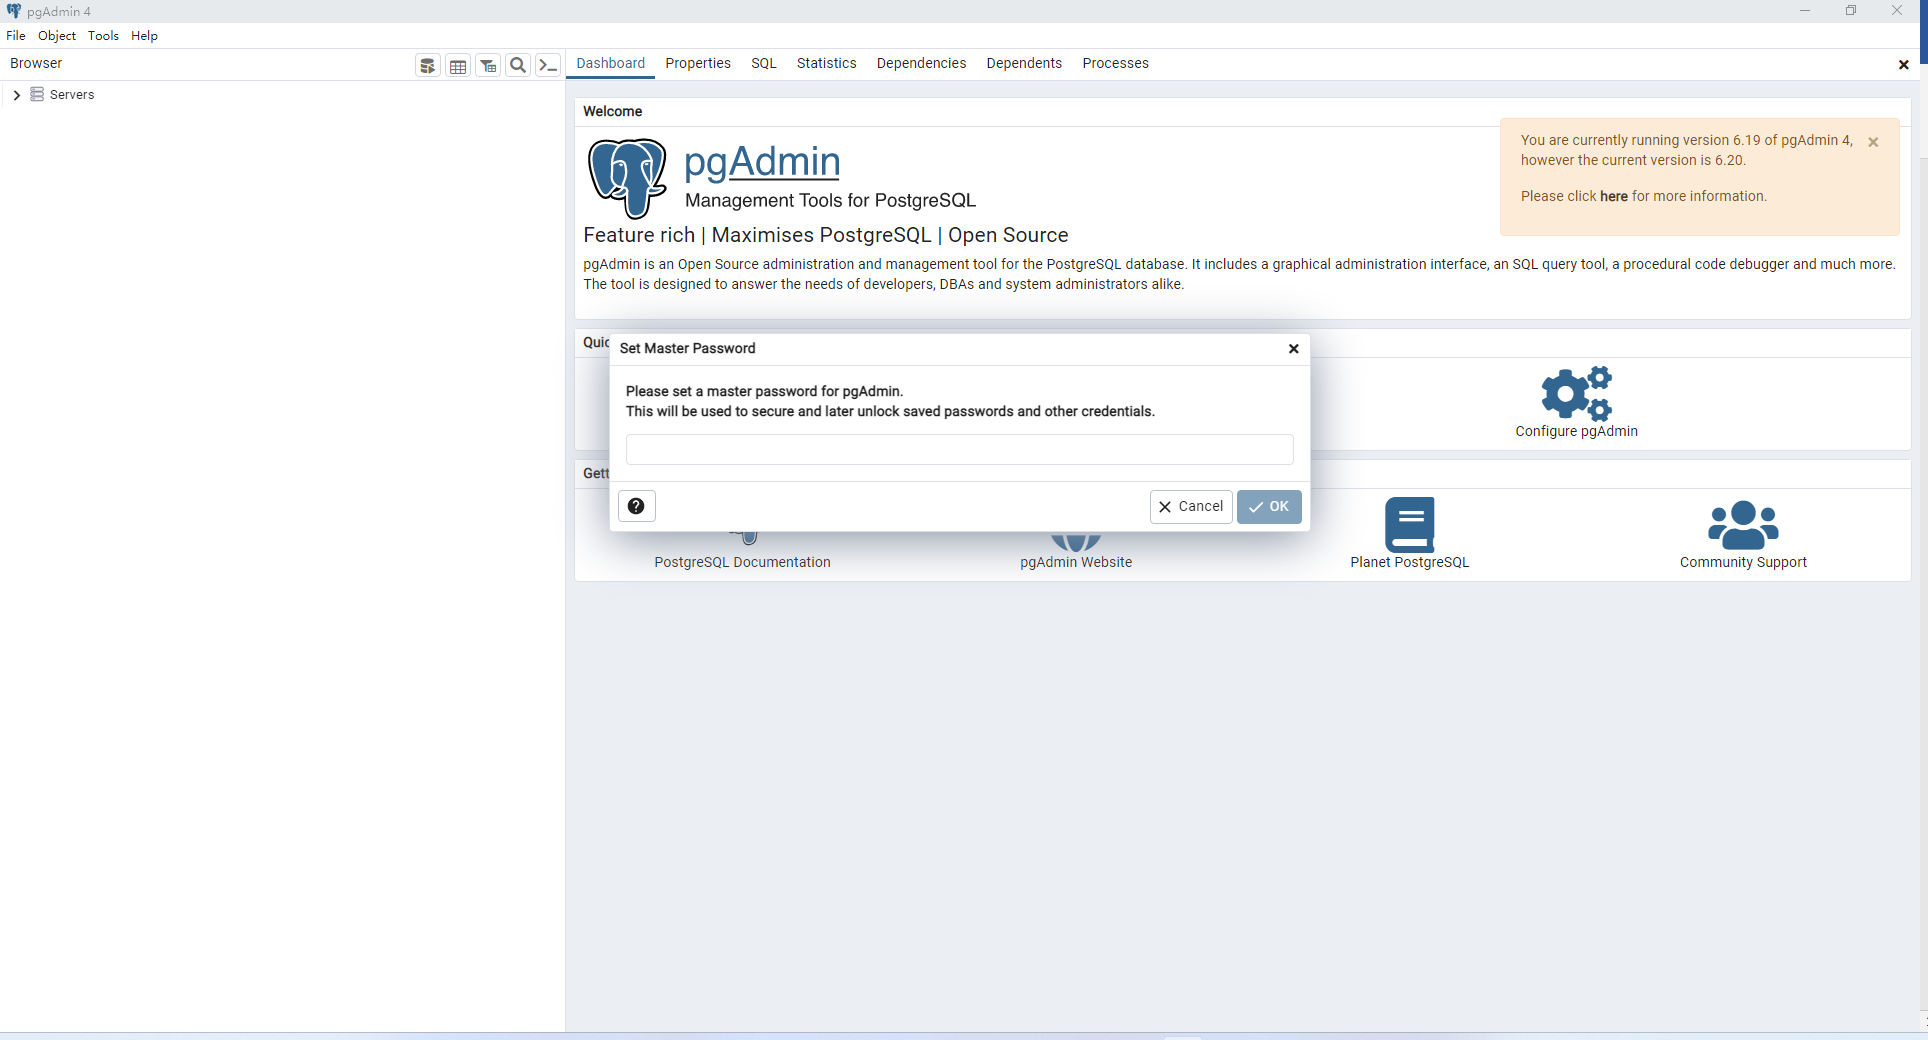 pgAdmin 4
File Object Tools Help
Browser
Dashboard Properties SQL Statistics Dependencies Dependents Processes
Servers
Welcome
You are currently running version 6.19 of pgAdmin 4,
however the current version is 6.20.
Please click here for more information.
pgAdmin
Management Tools for PostgreSQL
Feature rich | Maximises PostgreSQL | Open Source
pgAdmin is an Open Source administration and management tool for the PostgreSQL database. It includes a graphical administration interface, an SQL query tool, a procedural code debugger and much more.
The tool is designed to answer the needs of developers, DBAs and system administrators alike.
Quic
Set Master Password
Please set a master password for pgAdmin.
This will be used to secure and later unlock saved passwords and other credentials.
Configure pgAdmin
Gett
Cancel OK
PostgreSQL Documentation
pgAdmin Website
Planet PostgreSQL
Community Support